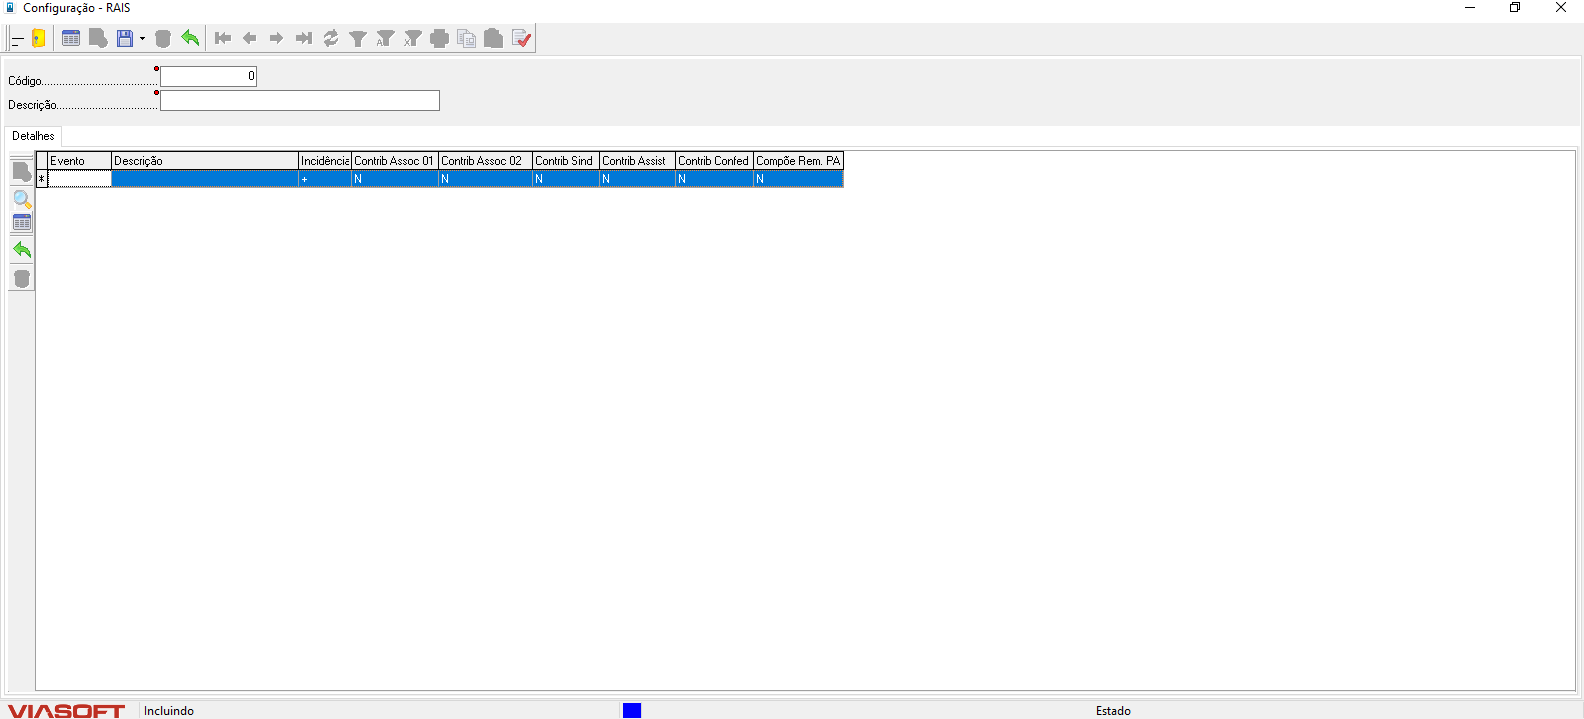 Configuração - RAIS
Código
0
Descrição
Detalhes
Evento Descrição Incidência Contrib Assoc 01 Contrib Assoc 02 Contrib Sind Contrib Assist Contrib Confed Compõe Rem. PA
* + N N N N N N
VIASOFT Incluindo Estado